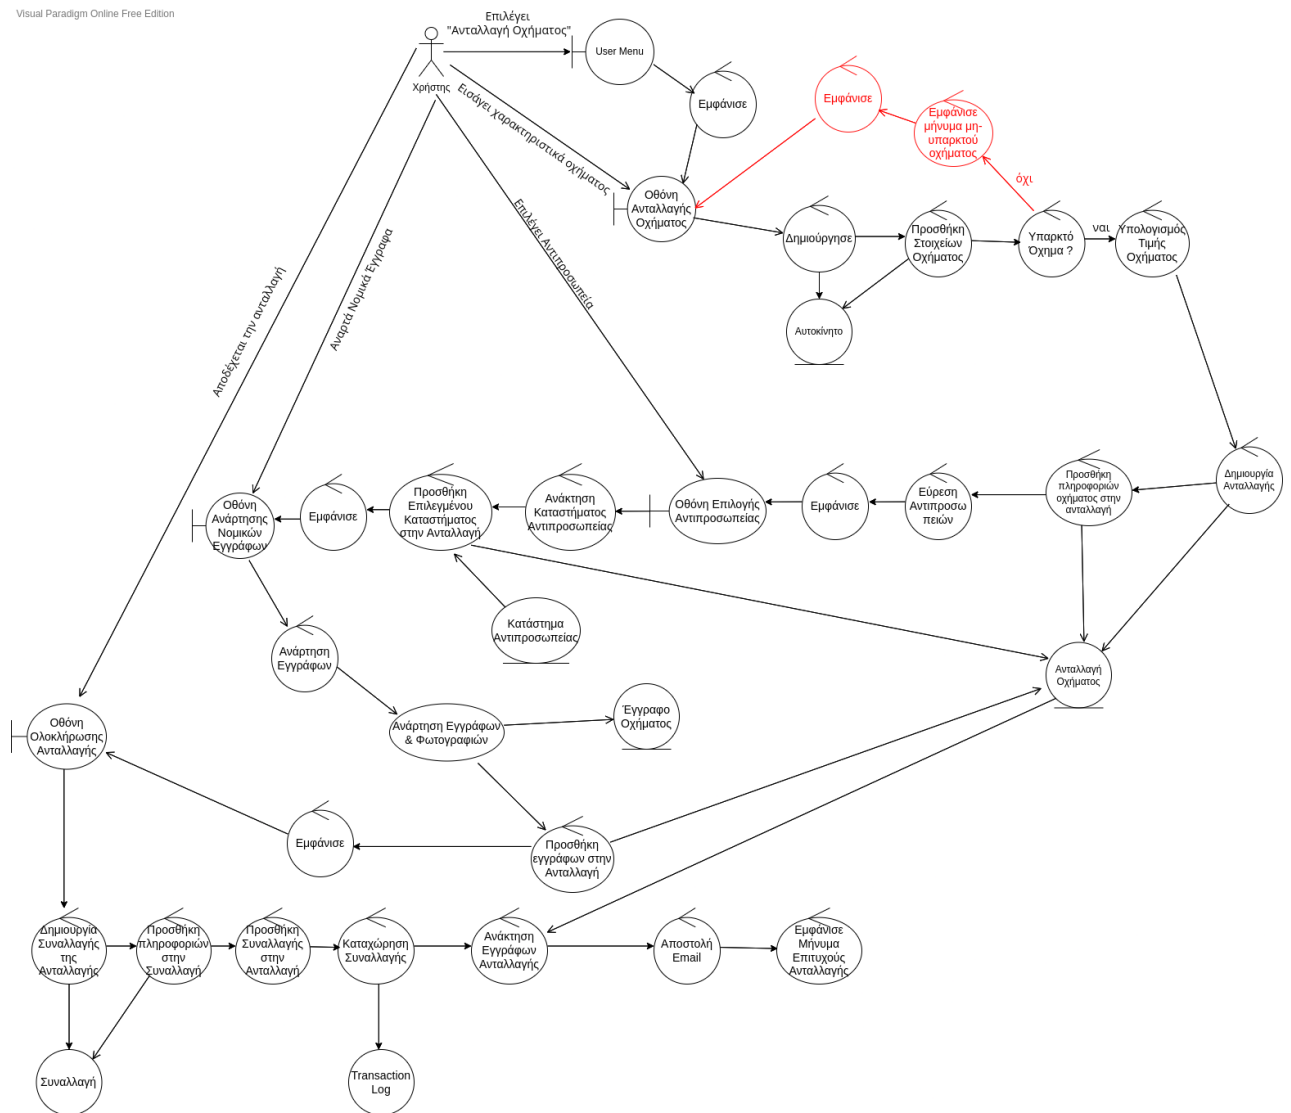 Visual Paradigm Online Free Edition
Επιλέγει
"Ανταλλαγή Οχήματος"
User Menu
Χρήστης
Εμφάνισε
Εισάγει χαρακτηριστικά οχήματος
Εμφάνισε
Εμφάνισε
μήνυμα μη-
υπαρκτού
οχήματος
όχι
Οθόνη
Ανταλλαγής
Οχήματος
Δημιούργησε
Προσθήκη
Στοιχείων
Οχήματος
Υπαρκτό
Όχημα ?
ναι
Υπολογισμός
Τιμής
Οχήματος
Αυτοκίνητο
Επιλέγει Αντιπροσωπεία
Αναρτά Νομικά Έγγραφα
Αποδέχεται την ανταλλαγή
Οθόνη
Ανάρτησης
Νομικών
Εγγράφων
Εμφάνισε
Προσθήκη
Επιλεγμένου
Καταστήματος
στην Ανταλλαγή
Ανάκτηση
Καταστήματος
Αντιπροσωπείας
Οθόνη Επιλογής
Αντιπροσωπείας
Εμφάνισε
Εύρεση
Αντιπροσω
πειών
Προσθήκη
πληροφοριών
οχήματος στην
ανταλλαγή
Δημιουργία
Ανταλλαγής
Κατάστημα
Αντιπροσωπείας
Ανάρτηση
Εγγράφων
Ανταλλαγή
Οχήματος
Οθόνη
Ολοκλήρωσης
Ανταλλαγής
Ανάρτηση Εγγράφων
& Φωτογραφιών
Έγγραφο
Οχήματος
Εμφάνισε
Προσθήκη
εγγράφων στην
Ανταλλαγή
Δημιουργία
Συναλλαγής
της
Ανταλλαγής
Προσθήκη
πληροφοριών
στην
Συναλλαγή
Προσθήκη
Συναλλαγής
στην
Ανταλλαγή
Καταχώρηση
Συναλλαγής
Ανάκτηση
Εγγράφων
Ανταλλαγής
Αποστολή
Email
Εμφάνισε
Μήνυμα
Επιτυχούς
Ανταλλαγής
Συναλλαγή
Transaction
Log